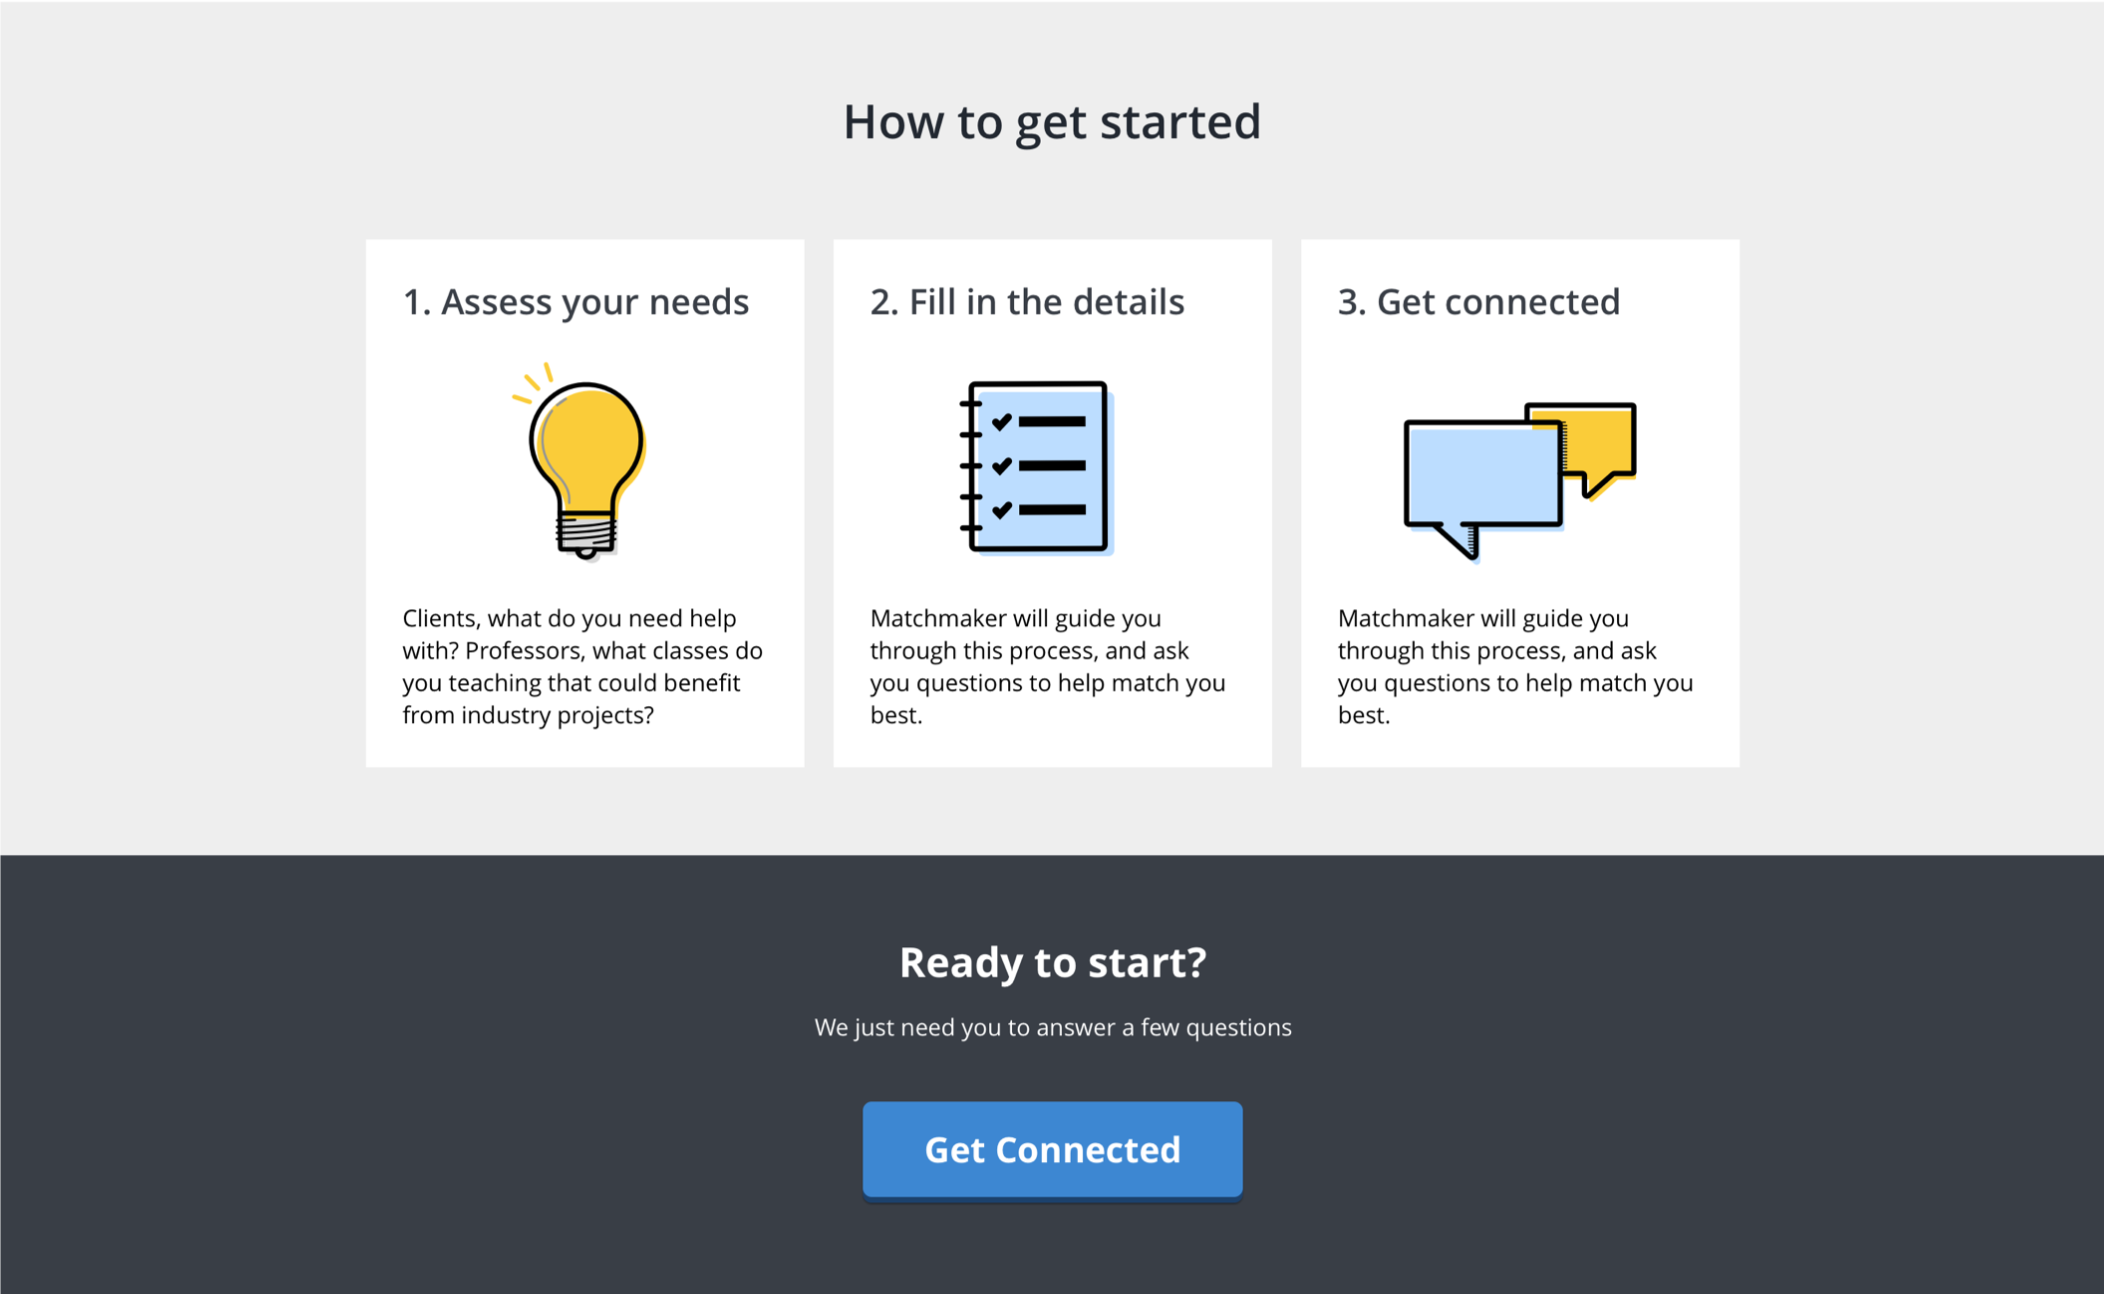 How to get started
1. Assess your needs
Clients, what do you need help
with? Professors, what classes do
you teaching that could benefit
from industry projects?
2. Fill in the details
Matchmaker will guide you
through this process, and ask
you questions to help match you
best.
3. Get connected
Matchmaker will guide you
through this process, and ask
you questions to help match you
best.
Ready to start?
We just need you to answer a few questions
Get Connected